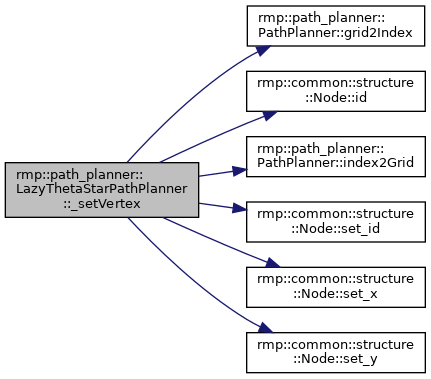 rmp::path_planner::
LazyThetaStarPathPlanner
::_setVertex
rmp::path_planner::
PathPlanner::grid2Index
rmp::common::structure
::Node::id
rmp::path_planner::
PathPlanner::index2Grid
rmp::common::structure
::Node::set_id
rmp::common::structure
::Node::set_x
rmp::common::structure
::Node::set_y